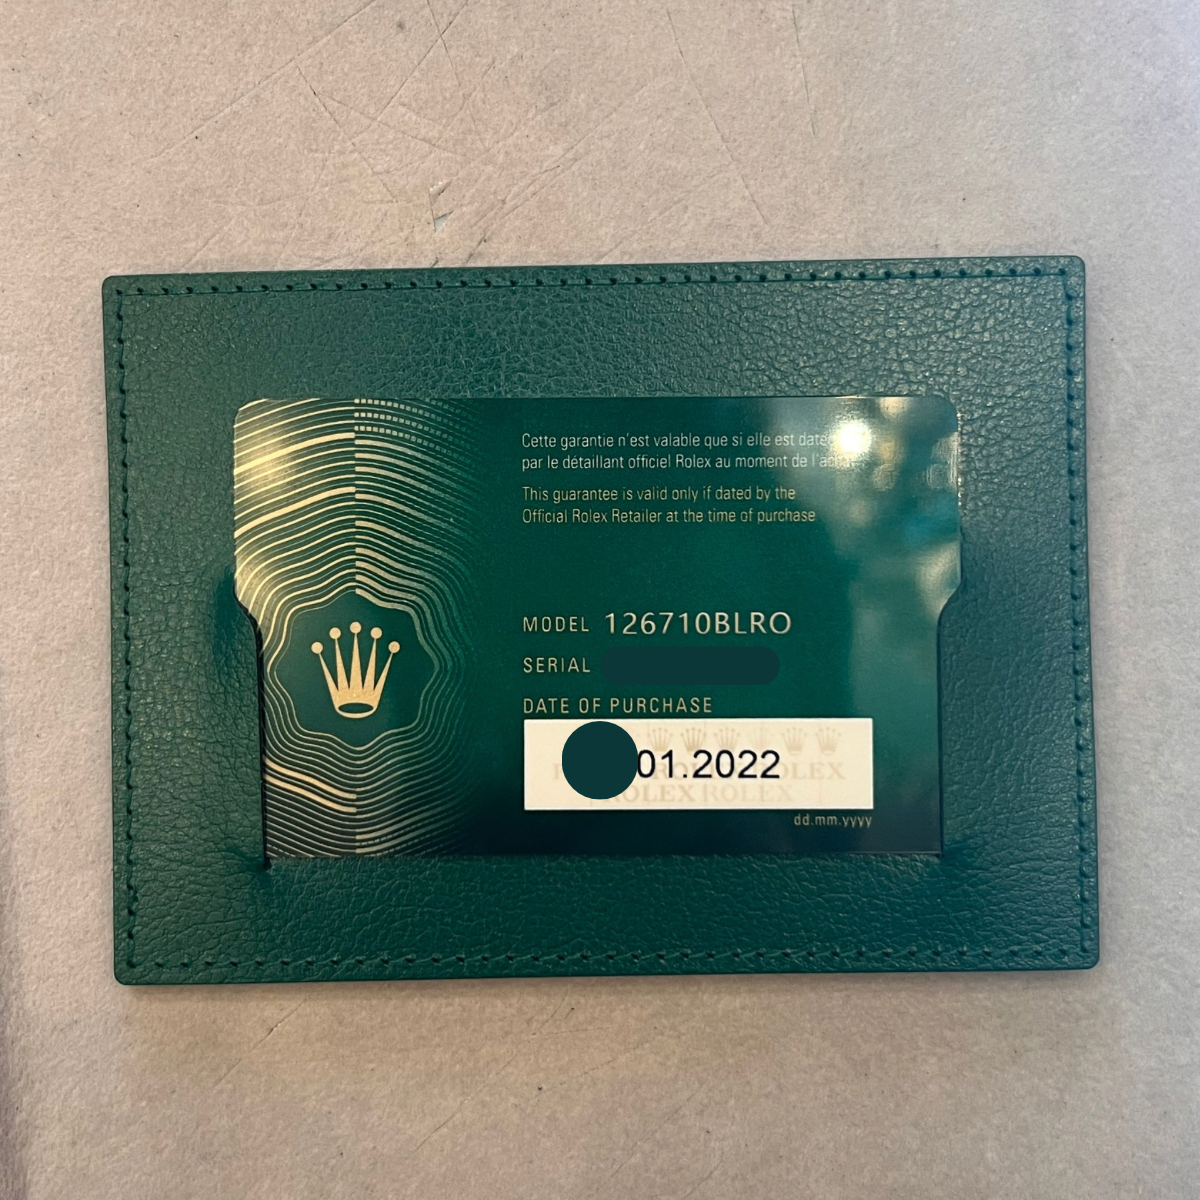 Cette garantie n'est valable que si elle est datée
par le détaillant officiel Rolex au moment de l'achat
This guarantee is valid only if dated by the
Official Rolex Retailer at the time of purchase
MODEL 126710BLRO
SERIAL
DATE OF PURCHASE
01.2022
ROLEX ROLEX
dd.mm.yyyy